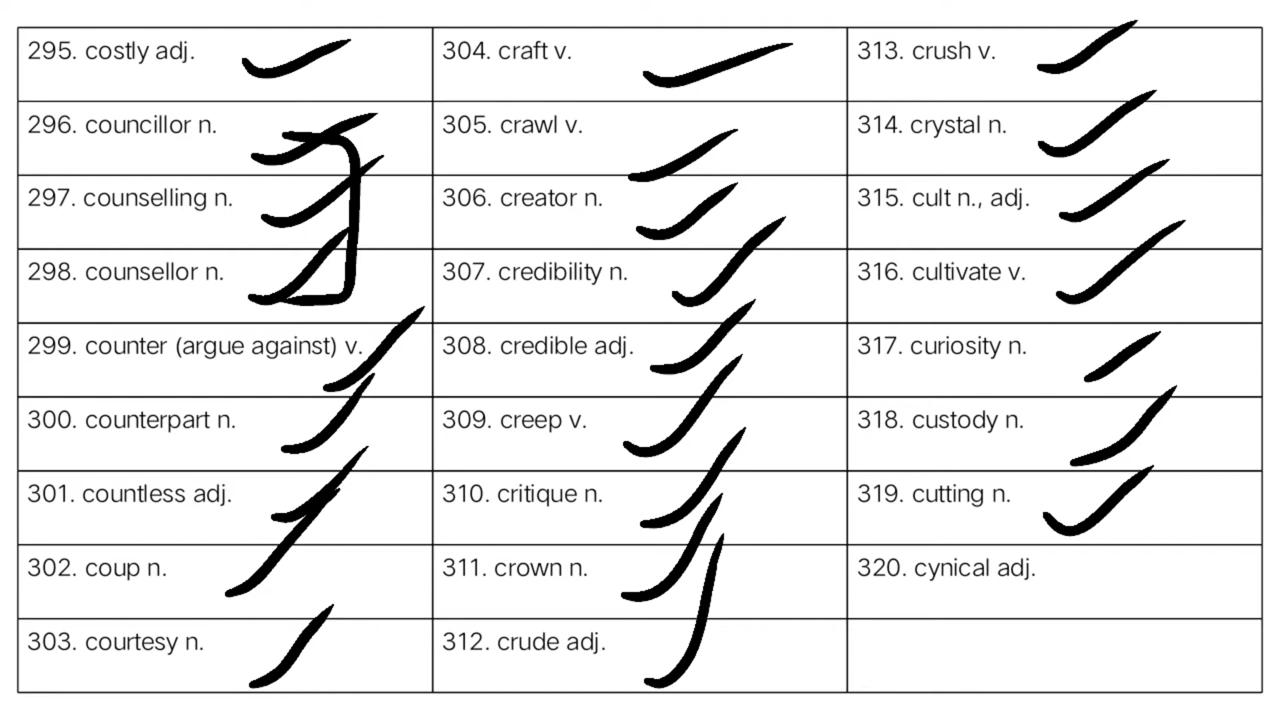 295. costly adj.
296. councillor n.
297. counselling n.
298. counsellor n.
299. counter (argue against) v.
300. counterpart n.
301. countless adj.
302. coup n.
303. courtesy n.
304. craft v.
305. crawl v.
306. creator n.
307. credibility n.
308. credible adj.
309. creep v.
310. critique n.
311. crown n.
312. crude adj.
313. crush v.
314. crystal n.
315. cult n., adj.
316. cultivate v.
317. curiosity n.
318. custody n.
319. cutting n.
320. cynical adj.